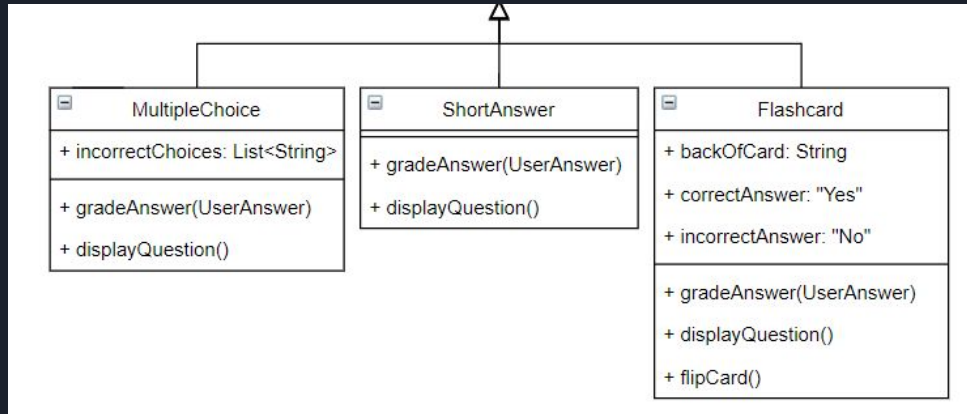 MultipleChoice
+ incorrectChoices: List<String>
+ gradeAnswer(UserAnswer)
+ displayQuestion()
ShortAnswer
+ gradeAnswer(UserAnswer)
+ displayQuestion()
Flashcard
+ backOfCard: String
+ correctAnswer: "Yes"
+ incorrectAnswer: "No"
+ gradeAnswer(UserAnswer)
+ displayQuestion()
+ flipCard()